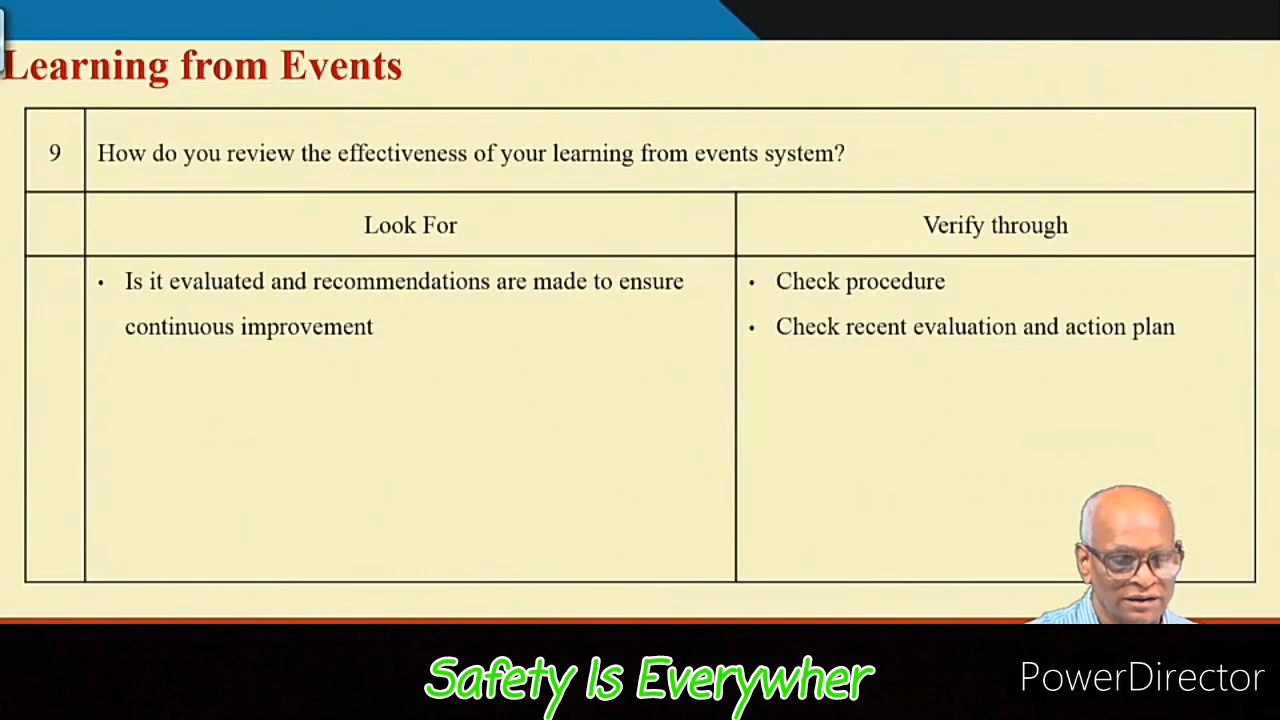 Learning from Events
9 How do you review the effectiveness of your learning from events system?
Look For Verify through
• Is it evaluated and recommendations are made to ensure
continuous improvement
• Check procedure
• Check recent evaluation and action plan
Safety Is Everywher
PowerDirector